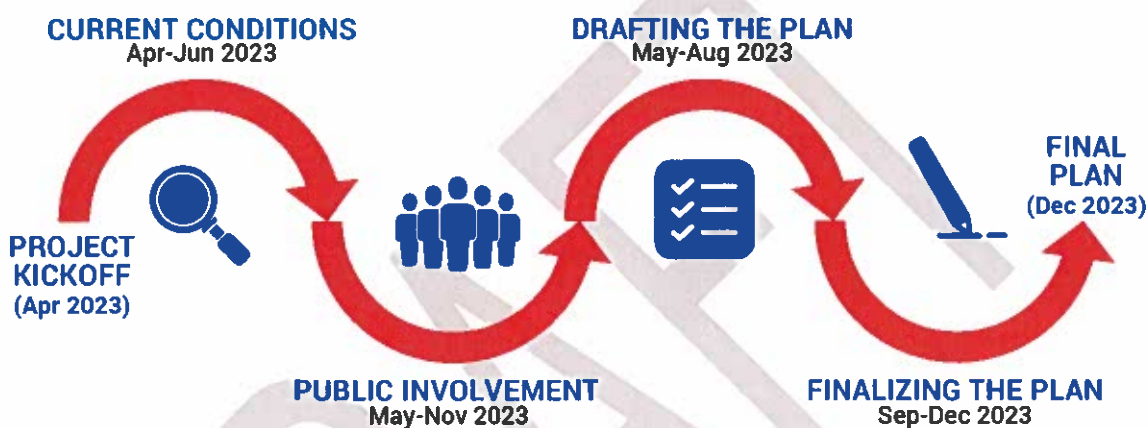 CURRENT CONDITIONS
Apr-Jun 2023
DRAFTING THE PLAN
May-Aug 2023
PROJECT
KICKOFF
(Apr 2023)
FINAL
PLAN
(Dec 2023)
PUBLIC INVOLVEMENT
May-Nov 2023
FINALIZING THE PLAN
Sep-Dec 2023